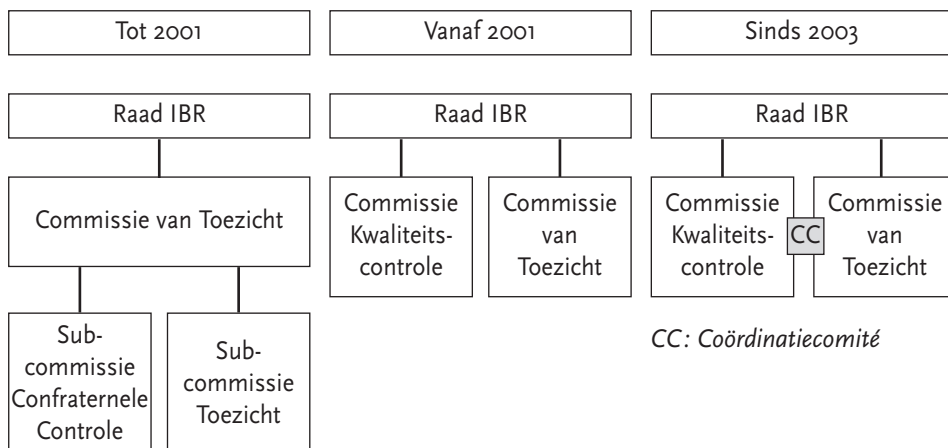 Tot 2001
Vanaf 2001
Sinds 2003
Raad IBR
Raad IBR
Raad IBR
Commissie van Toezicht
Sub-
commissie
Confraternele
Controle
Sub-
commissie
Toezicht
Commissie
Kwaliteits-
controle
Commissie
van
Toezicht
Commissie
Kwaliteits-
controle
CC
Commissie
van
Toezicht
CC: Coördinatiecomité